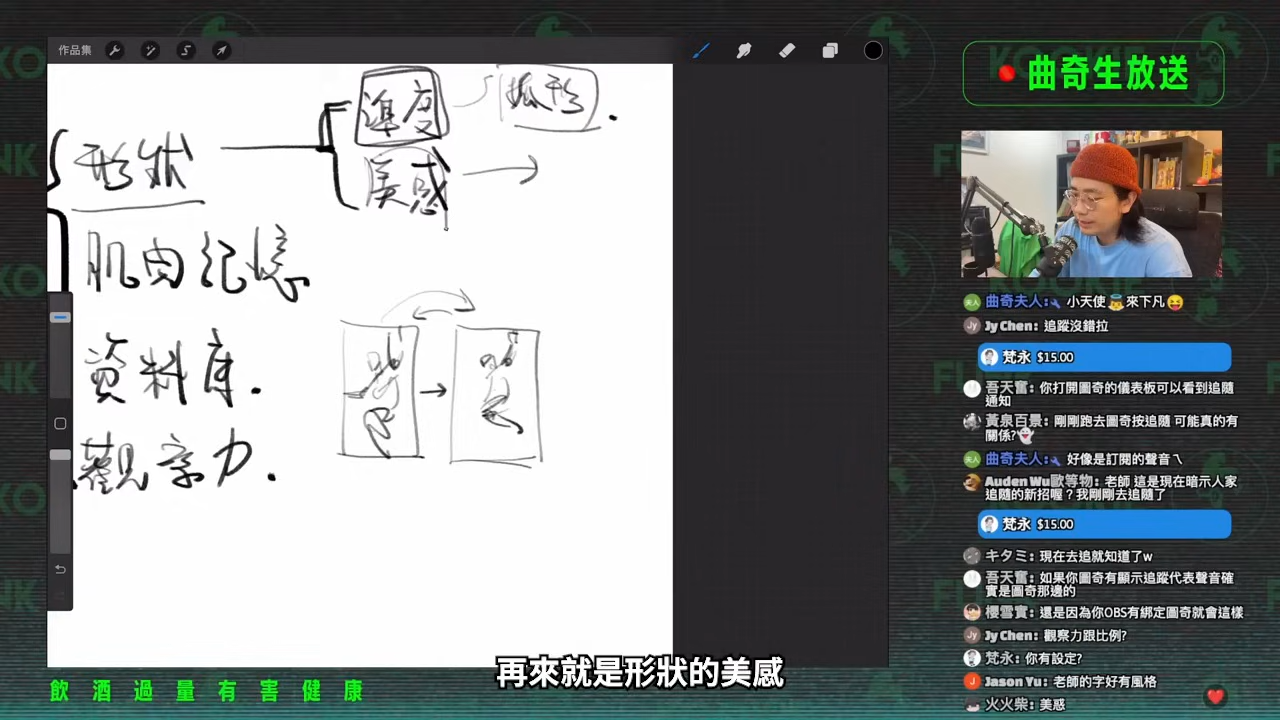 作品集
準度
抓形
形狀
美感
肌肉記憶
資料庫.
觀察力.
再來就是形狀的美感
飲酒過量有害健康
曲奇生放送
曲奇夫人: 小天使👼來下凡😝
Jy Chen: 追蹤沒錯拉
梵永 $15.00
吾天奮: 你打開圖奇的儀表板可以看到追隨
通知
黃泉百景: 剛剛跑去圖奇按追隨 可能真的有
關係?👻
曲奇夫人: 好像是訂閱的聲音ㄟ
Auden Wu歐等物: 老師 這是現在暗示人家
追隨的新招喔？我剛剛去追隨了
梵永 $15.00
キタミ: 現在去追就知道了w
吾天奮: 如果你圖奇有顯示追蹤代表聲音確
實是圖奇那邊的
櫻雪實: 還是因為你OBS有綁定圖奇就會這樣
Jy Chen: 觀察力跟比例?
梵永: 你有設定?
Jason Yu: 老師的字好有風格
火火柴: 美惑